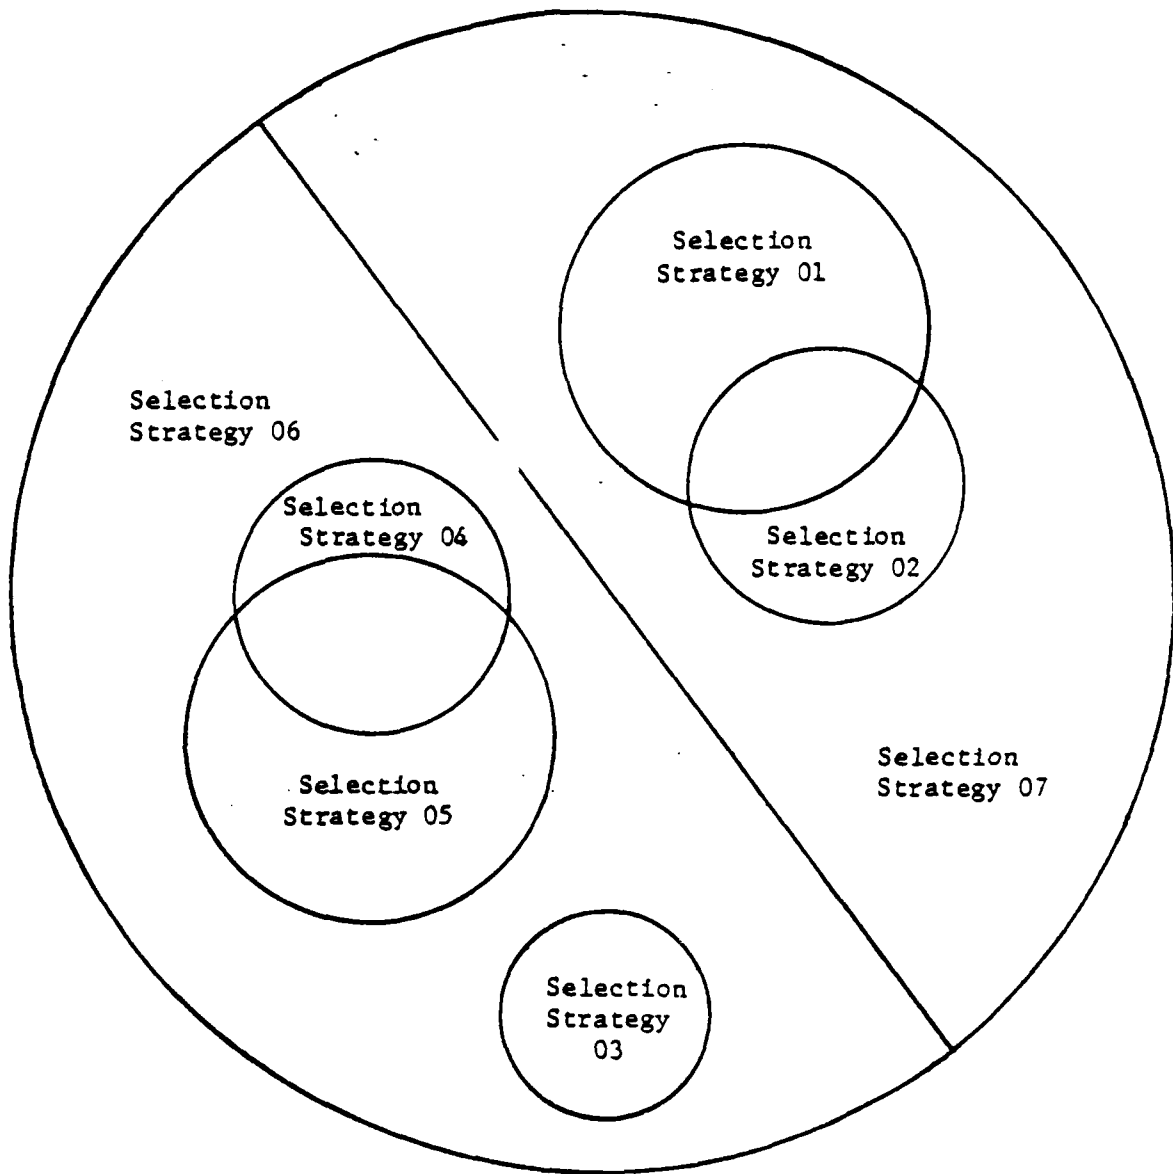 Selection
Strategy 01
Selection
Strategy 06
Selection
Strategy 04
Selection
Strategy 02
Selection
Strategy 07
Selection
Strategy 05
Selection
Strategy
03